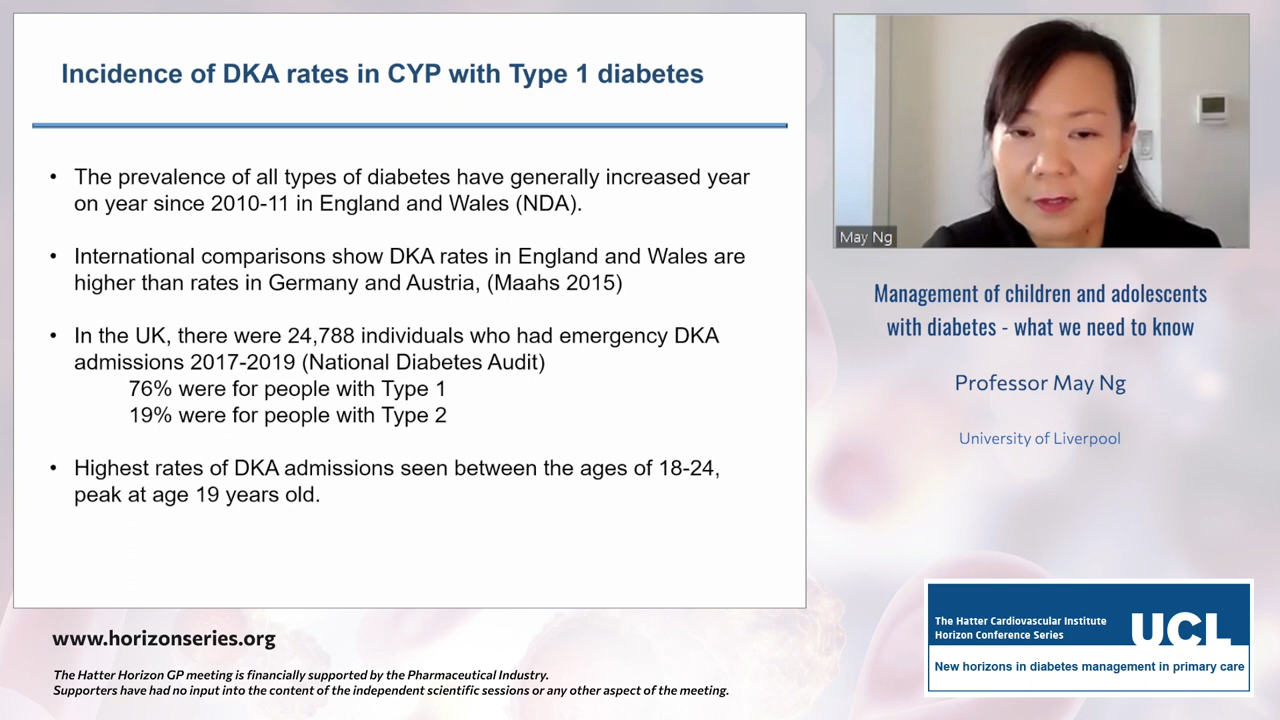 Incidence of DKA rates in CYP with Type 1 diabetes
• The prevalence of all types of diabetes have generally increased year
on year since 2010-11 in England and Wales (NDA).
• International comparisons show DKA rates in England and Wales are
higher than rates in Germany and Austria, (Maahs 2015)
• In the UK, there were 24,788 individuals who had emergency DKA
admissions 2017-2019 (National Diabetes Audit)
76% were for people with Type 1
19% were for people with Type 2
• Highest rates of DKA admissions seen between the ages of 18-24,
peak at age 19 years old.
www.horizonseries.org
The Hatter Horizon GP meeting is financially supported by the Pharmaceutical Industry.
Supporters have had no input into the content of the independent scientific sessions or any other aspect of the meeting.
May Ng
Management of children and adolescents
with diabetes - what we need to know
Professor May Ng
University of Liverpool
The Hatter Cardiovascular Institute
Horizon Conference Series
UCL
New horizons in diabetes management in primary care